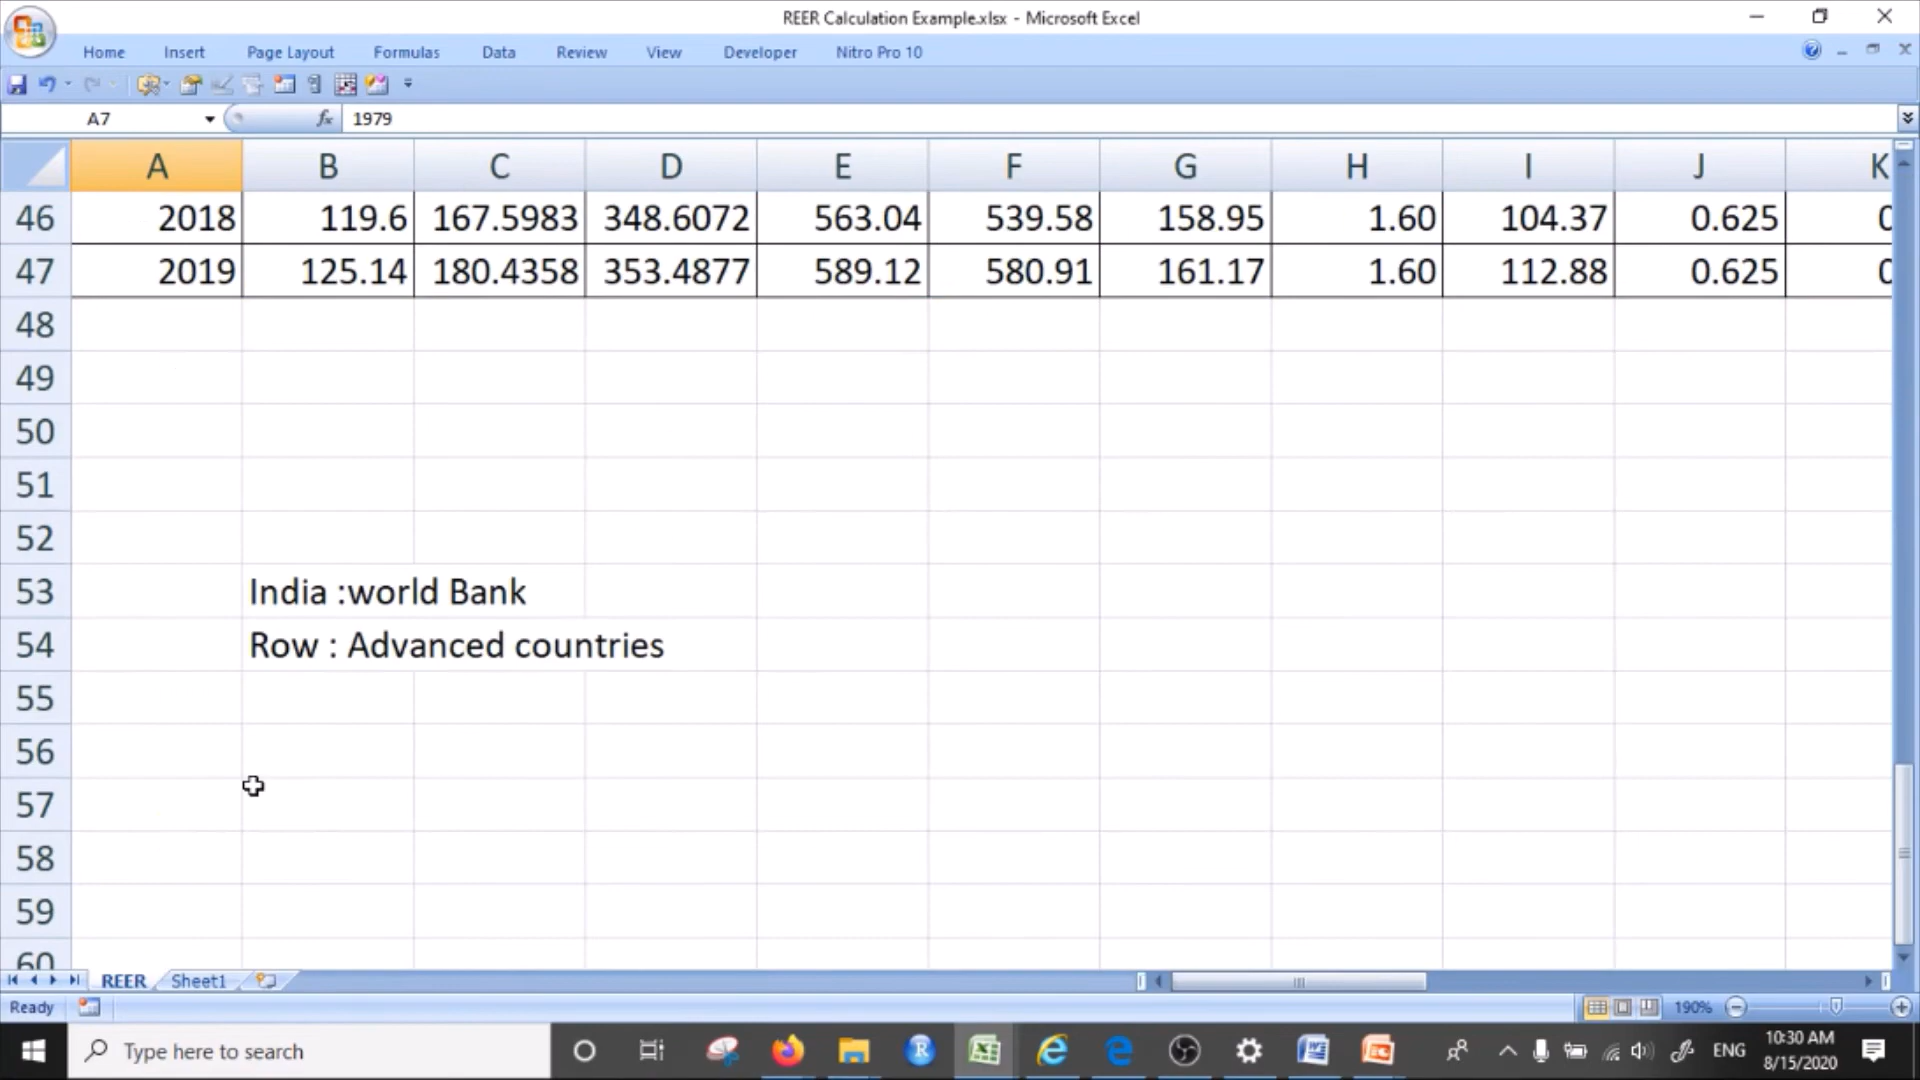 REER Calculation Example.xlsx - Microsoft Excel
Home Insert Page Layout Formulas Data Review View Developer Nitro Pro 10
A7 fx 1979
A B C D E F G H I J K
46 2018 119.6 167.5983 348.6072 563.04 539.58 158.95 1.60 104.37 0.625 0
47 2019 125.14 180.4358 353.4877 589.12 580.91 161.17 1.60 112.88 0.625 0
48
49
50
51
52
53 India :world Bank
54 Row : Advanced countries
55
56
57
58
59
60
REER Sheet1
Ready 190%
Type here to search ENG 10:30 AM
8/15/2020